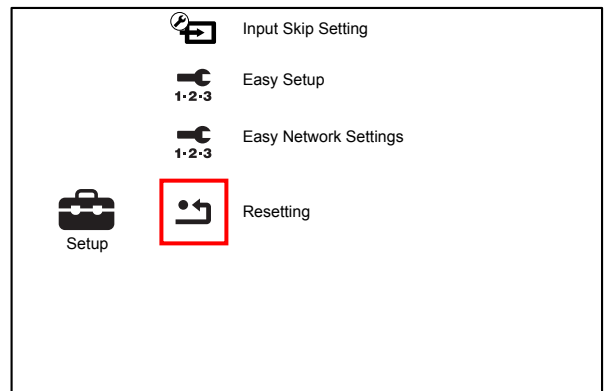 Input Skip Setting
1-2-3
Easy Setup
1-2-3
Easy Network Settings
Resetting
Setup